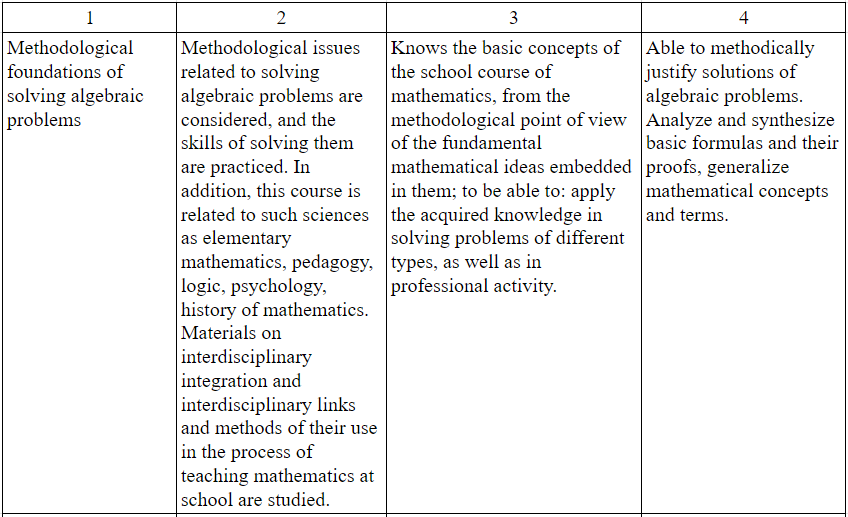 1
2
3
4
Methodological
foundations of
solving algebraic
problems
Methodological issues
related to solving
algebraic problems are
considered, and the
skills of solving them
are practiced. In
addition, this course is
related to such sciences
as elementary
mathematics, pedagogy,
logic, psychology,
history of mathematics.
Materials on
interdisciplinary
integration and
interdisciplinary links
and methods of their use
in the process of
teaching mathematics at
school are studied.
Knows the basic concepts of
the school course of
mathematics, from the
methodological point of view
of the fundamental
mathematical ideas embedded
in them; to be able to: apply
the acquired knowledge in
solving problems of different
types, as well as in
professional activity.
Able to methodically
justify solutions of
algebraic problems.
Analyze and synthesize
basic formulas and their
proofs, generalize
mathematical concepts
and terms.